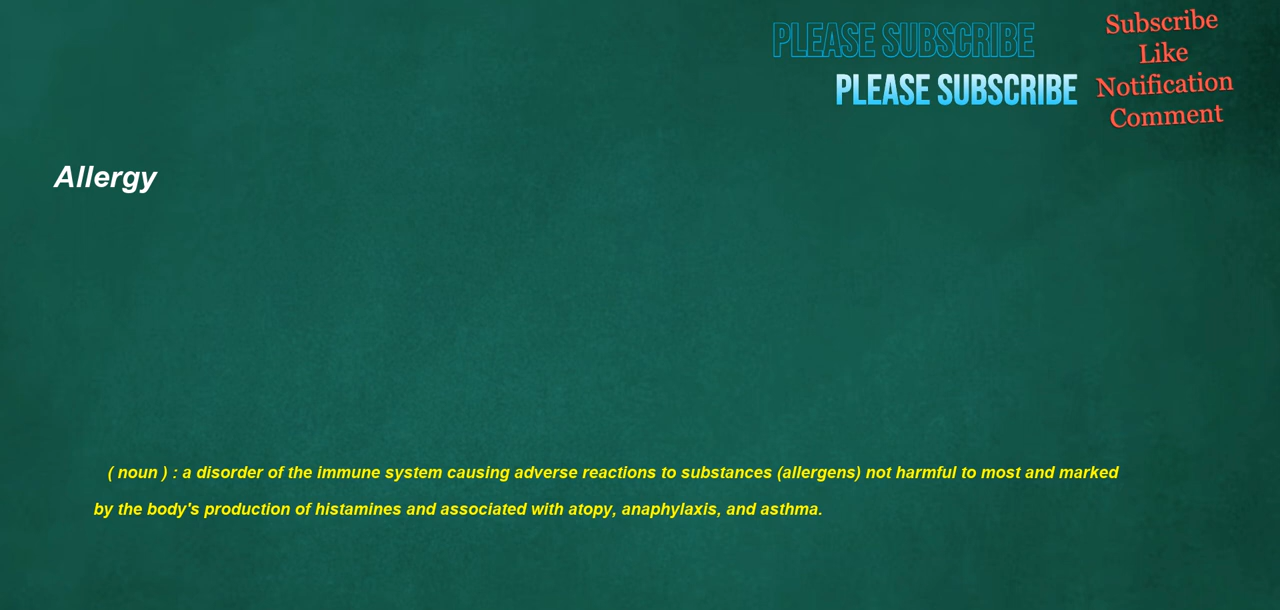 PLEASE SUBSCRIBE
PLEASE SUBSCRIBE
Subscribe
Like
Notification
Comment
Allergy
( noun ) : a disorder of the immune system causing adverse reactions to substances (allergens) not harmful to most and marked
by the body's production of histamines and associated with atopy, anaphylaxis, and asthma.